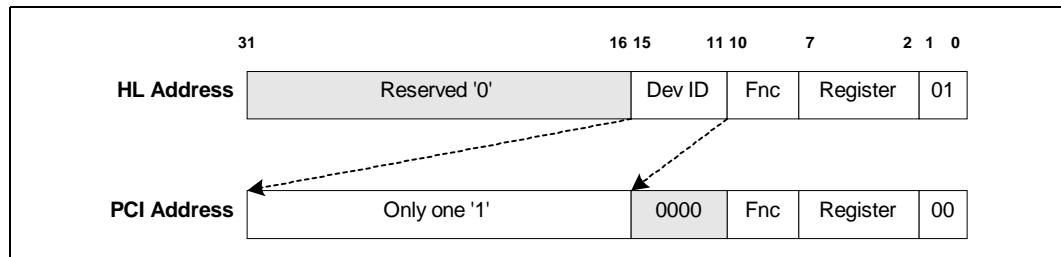 31 16 15 11 10 7 2 1 0
HL Address Reserved '0' Dev ID Fnc Register 01
PCI Address Only one '1' 0000 Fnc Register 00